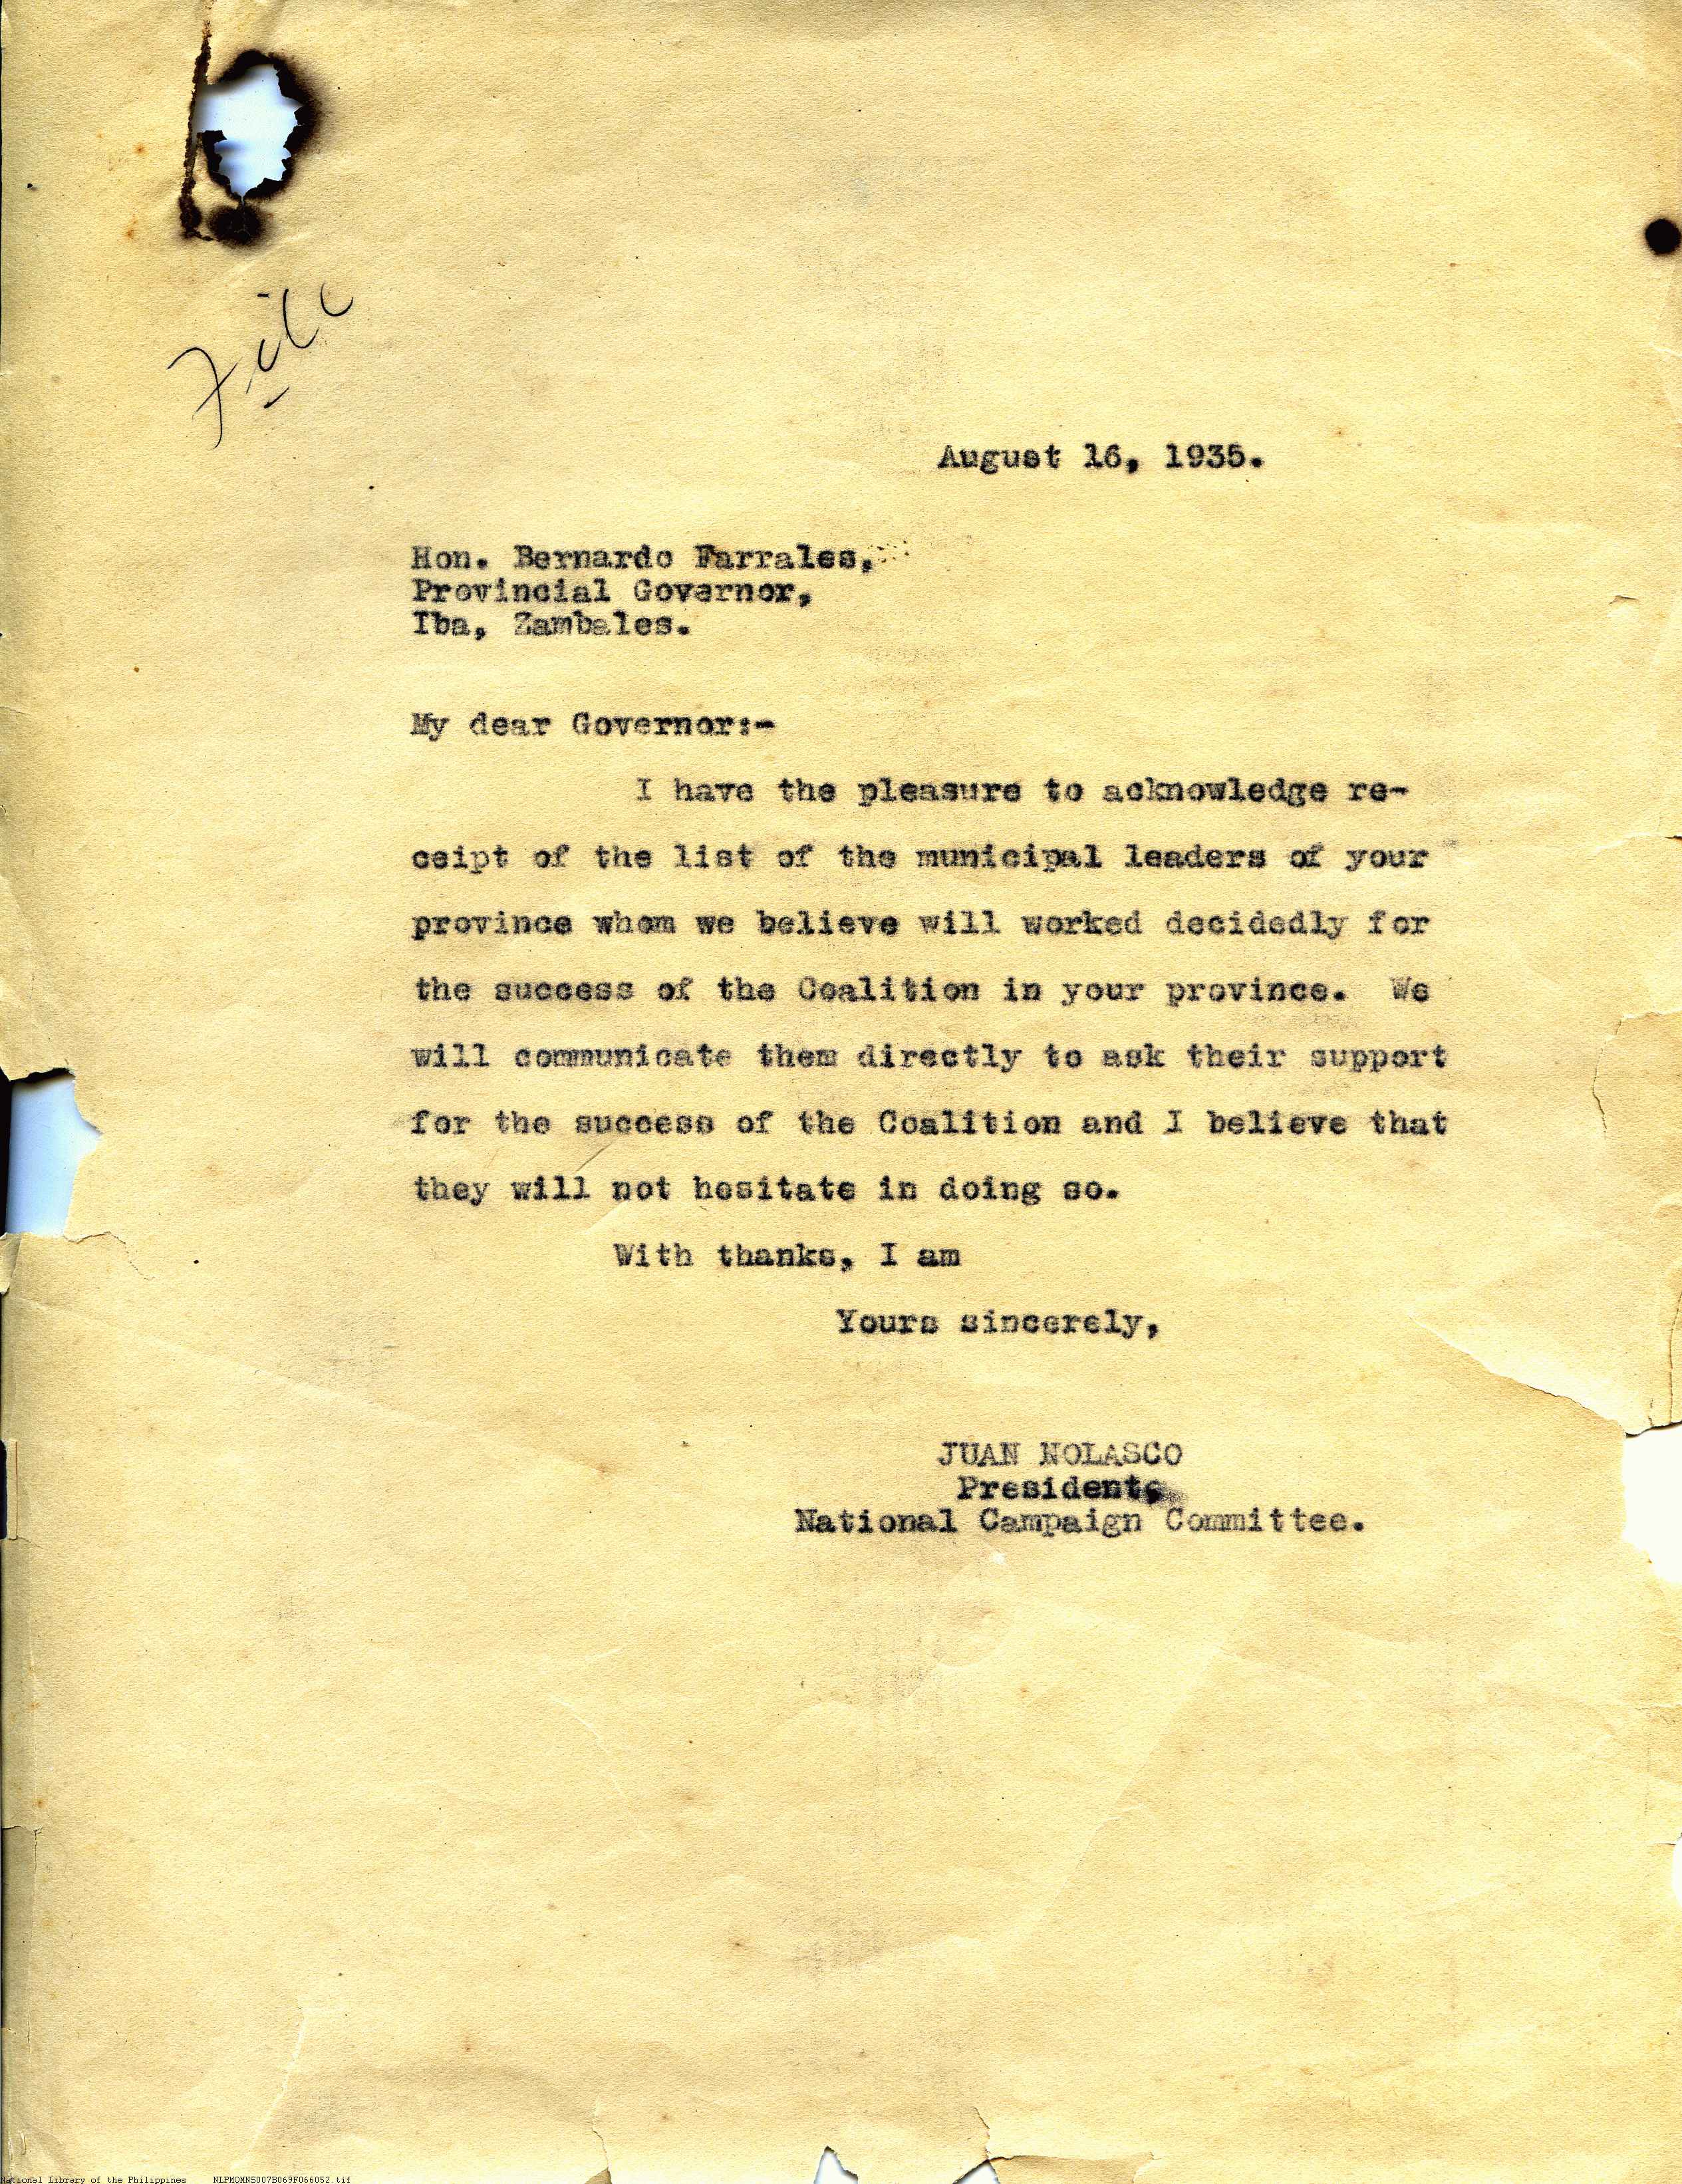 File
August 16, 1935.
Hon. Bernardo Farrales,
Provincial Governor,
Iba, Zambales.
My dear Governor:-
I have the pleasure to acknowledge re-
ceipt of the list of the municipal leaders of your
province whom we believe will worked decidedly for
the success of the Coalition in your province. We
will communicate them directly to ask their support
for the success of the Coalition and I believe that
they will not hesitate in doing so.
With thanks, I am
Yours sincerely,
JUAN NOLASCO
President,
National Campaign Committee.
National Library of the Philippines NLPMQMNS007B069F066052.tif